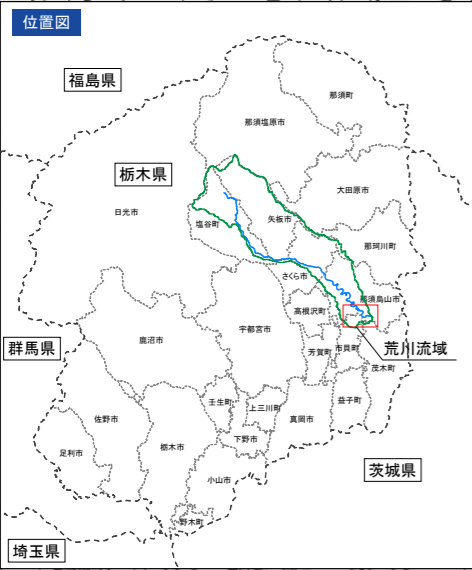 位置図
福島県
那須町
那須塩原市
栃木県
大田原市
日光市
塩谷町
矢板市
那珂川町
さくら市
那須烏山市
高根沢町
宇都宮市
群馬県
鹿沼市
芳賀町
市貝町
荒川流域
茂木町
壬生町
上三川町
益子町
佐野市
真岡市
足利市
栃木市
下野市
茨城県
小山市
野木町
埼玉県